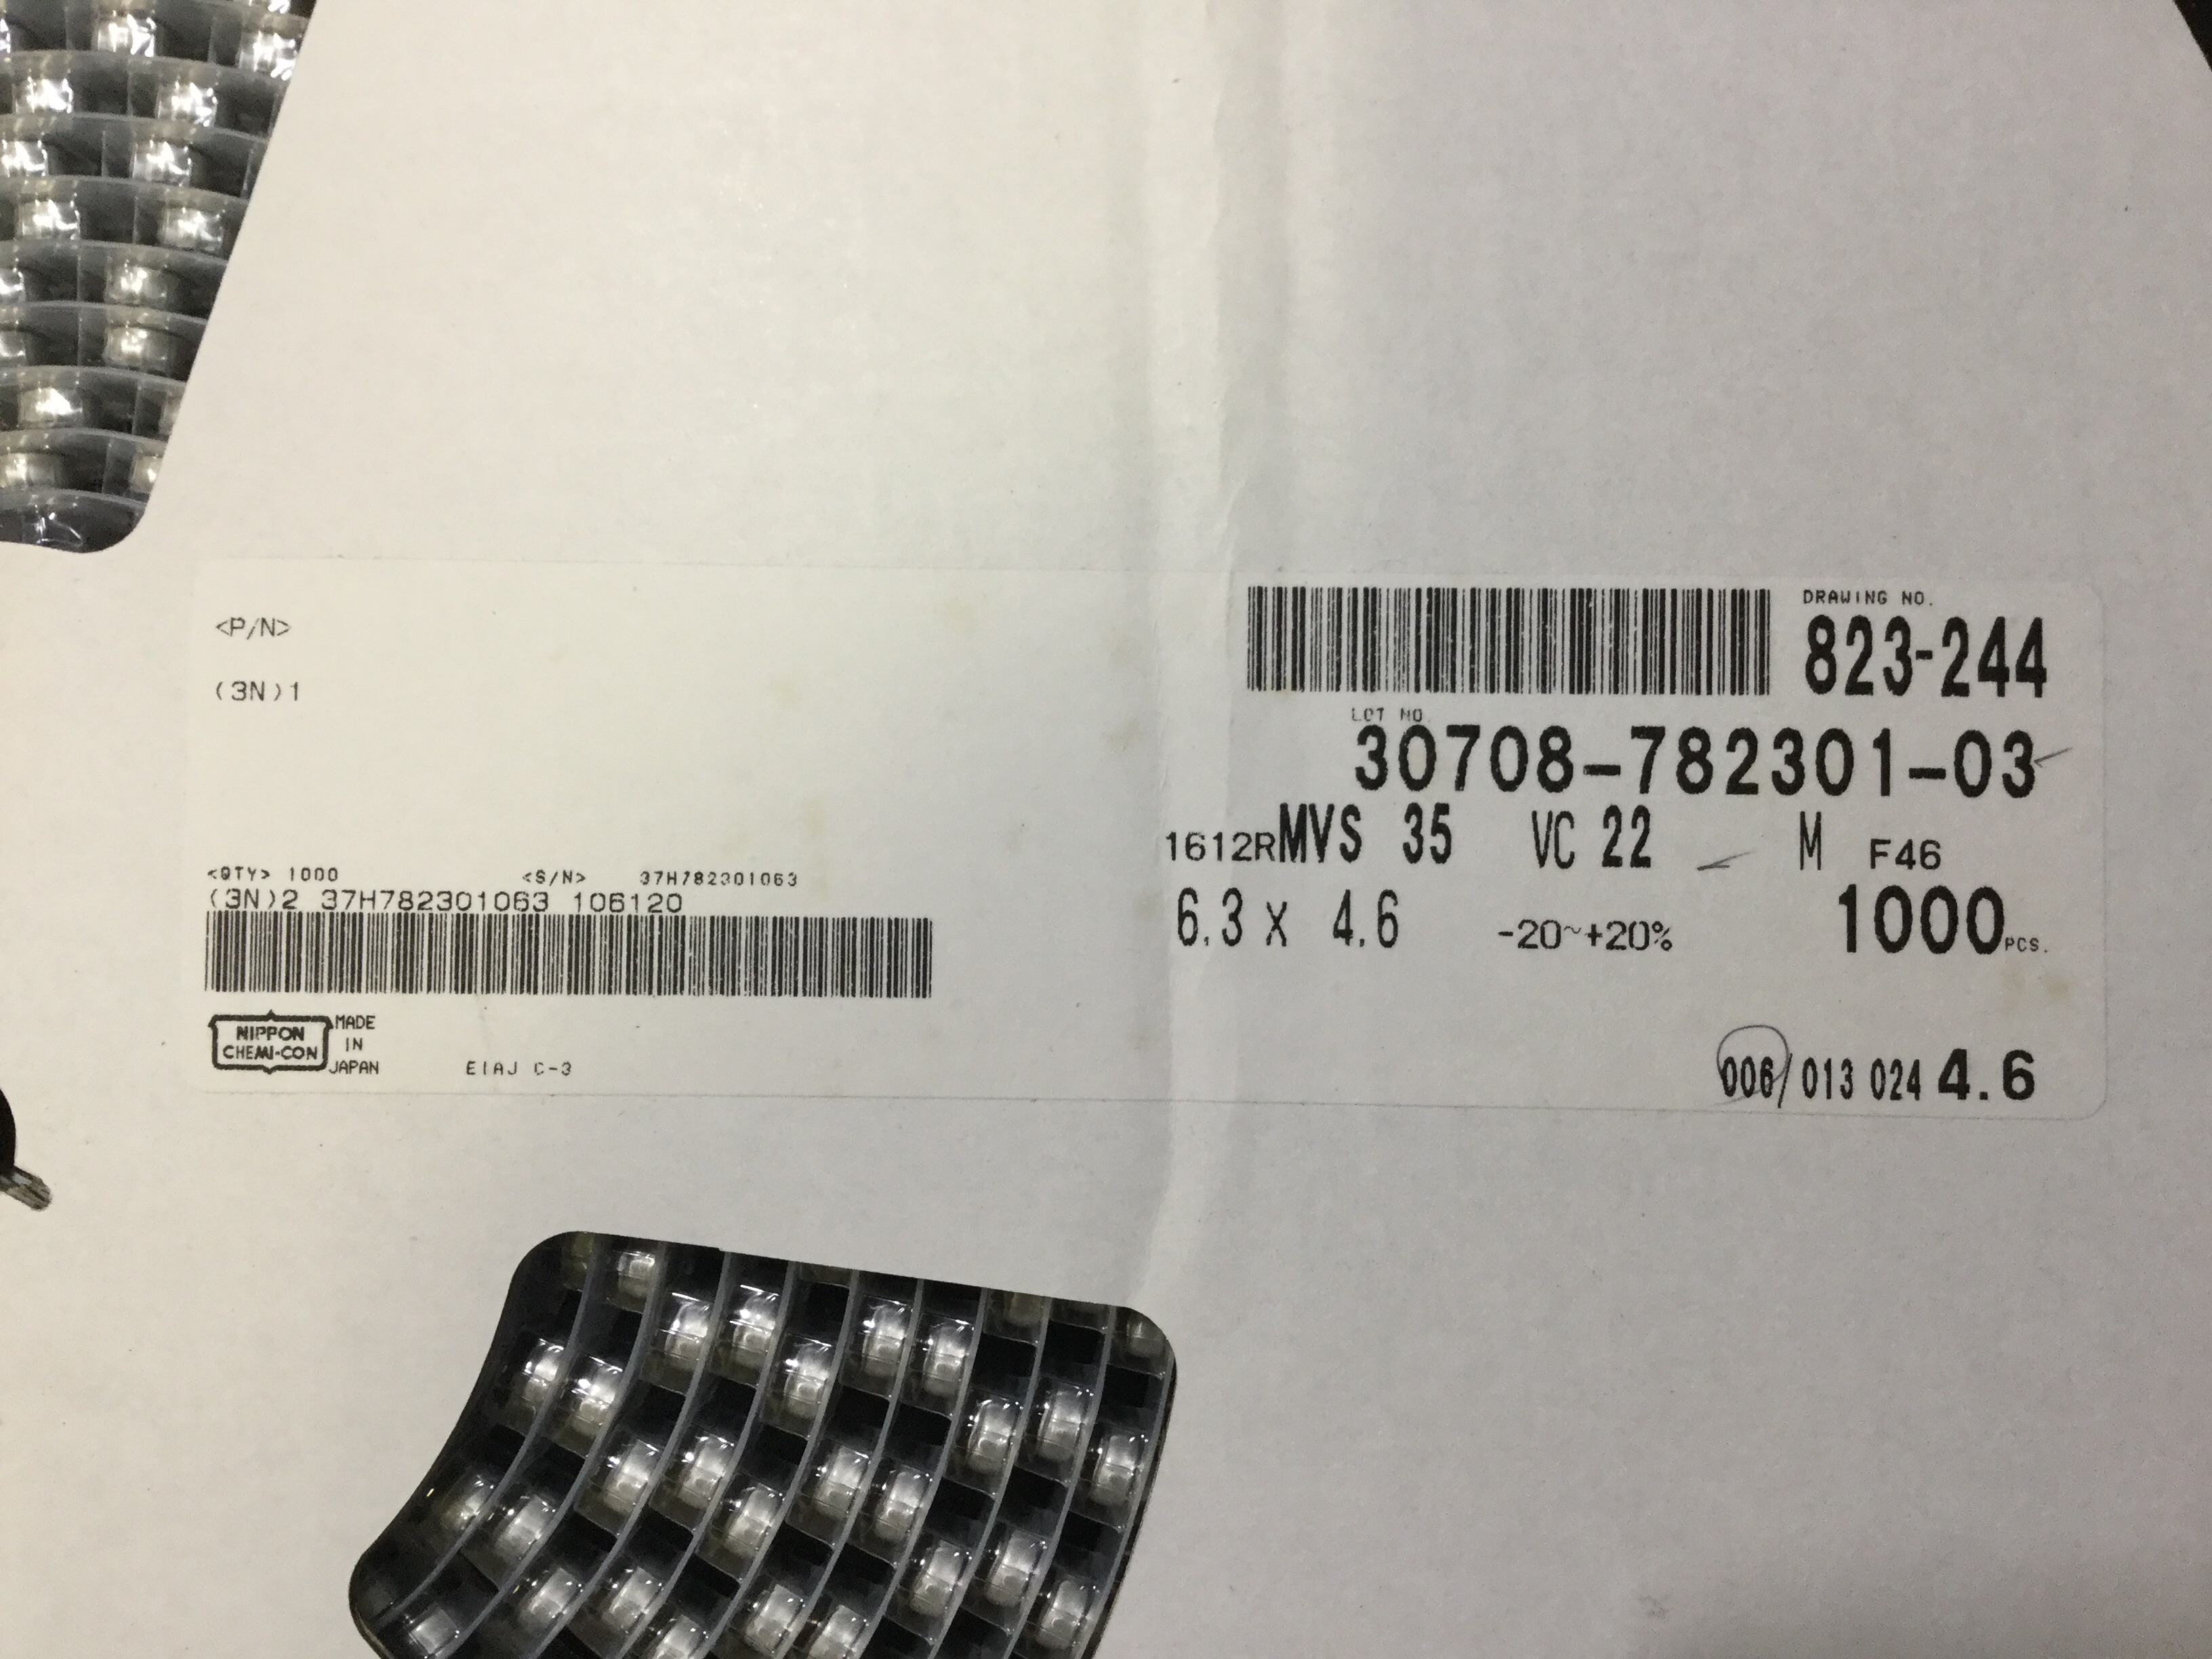 <P/N>
(3N)1
<QTY> 1000 <S/N> 37H782301063
(3N)2 37H782301063 106120
NIPPON
CHEMI-CON
MADE
IN
JAPAN
EIAJ C-3
DRAWING NO.
823-244
LOT NO.
30708-782301-03
1612RMVS 35 VC 22 M F46
6.3 x 4.6 -20~+20% 1000PCS.
006/013 024 4.6